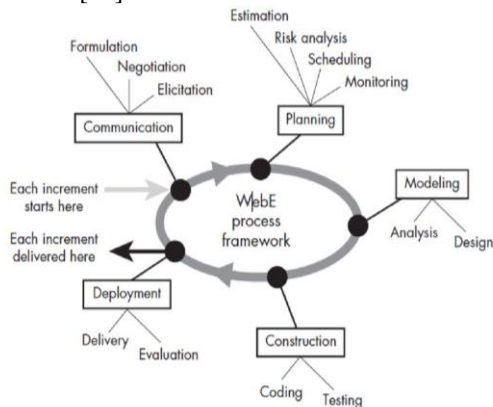 Estimation
Risk analysis
Scheduling
Monitoring
Planning
Formulation
Negotiation
Elicitation
Communication
Each increment
starts here
WebE
process
framework
Modeling
Analysis
Design
Each increment
delivered here
Deployment
Delivery
Evaluation
Construction
Coding
Testing